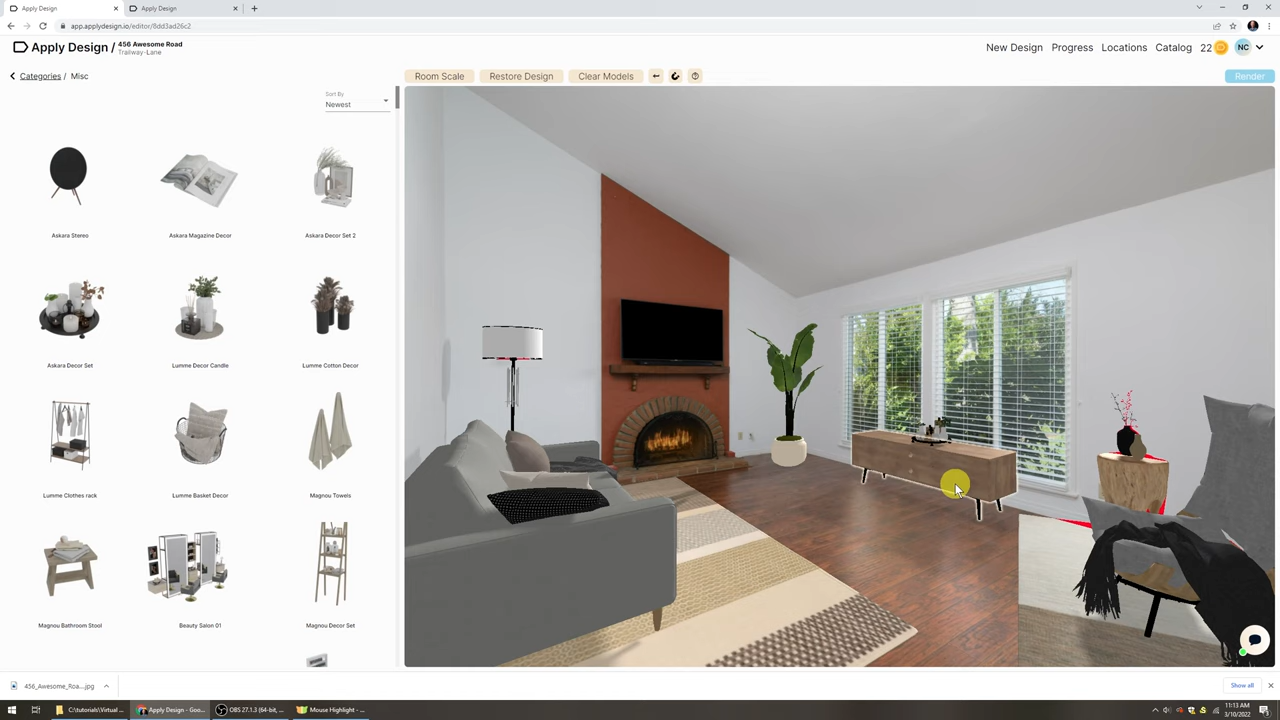 Apply Design
Apply Design
app.applydesign.io/editor/8dd3ad26c2
Apply Design / 456 Awesome Road
Trailway-Lane
New Design Progress Locations Catalog 22 NC
Categories / Misc
Room Scale Restore Design Clear Models Render
Sort By
Newest
Askara Stereo Askara Magazine Decor Askara Decor Set 2
Askara Decor Set Lumme Decor Candle Lumme Cotton Decor
Lumme Clothes rack Lumme Basket Decor Magnou Towels
Magnou Bathroom Stool Beauty Salon 01 Magnou Decor Set
456_Awesome_Roa....jpg Show all
C:\tutorials\Virtual ... Apply Design - Goo... OBS 27.1.3 (64-bit, ... Mouse Highlight - ...
11:13 AM
3/10/2022